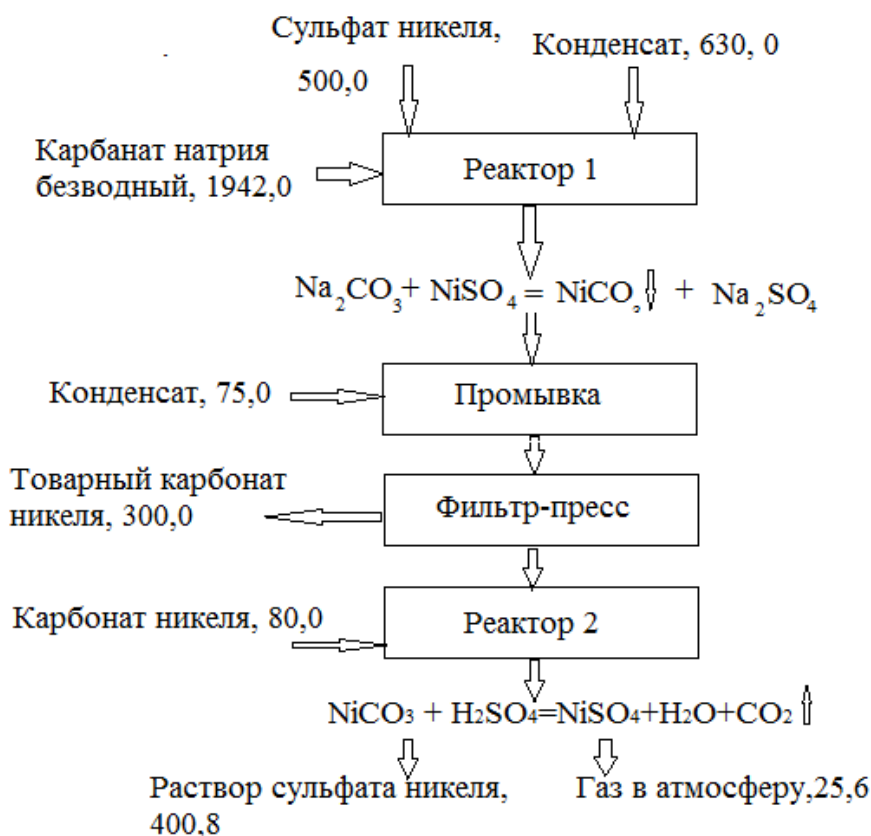 Сульфат никеля,
500,0
Конденсат, 630, 0
Карбанат натрия
безводный, 1942,0
Реактор 1
Na₂CO₃+ NiSO₄ = NiCO₃ + Na₂SO₄
Конденсат, 75,0
Промывка
Товарный карбонат
никеля, 300,0
Фильтр-пресс
Карбонат никеля, 80,0
Реактор 2
NiCO₃ + H₂SO₄=NiSO₄+H₂O+CO₂
Раствор сульфата никеля,
400,8
Газ в атмосферу,25,6